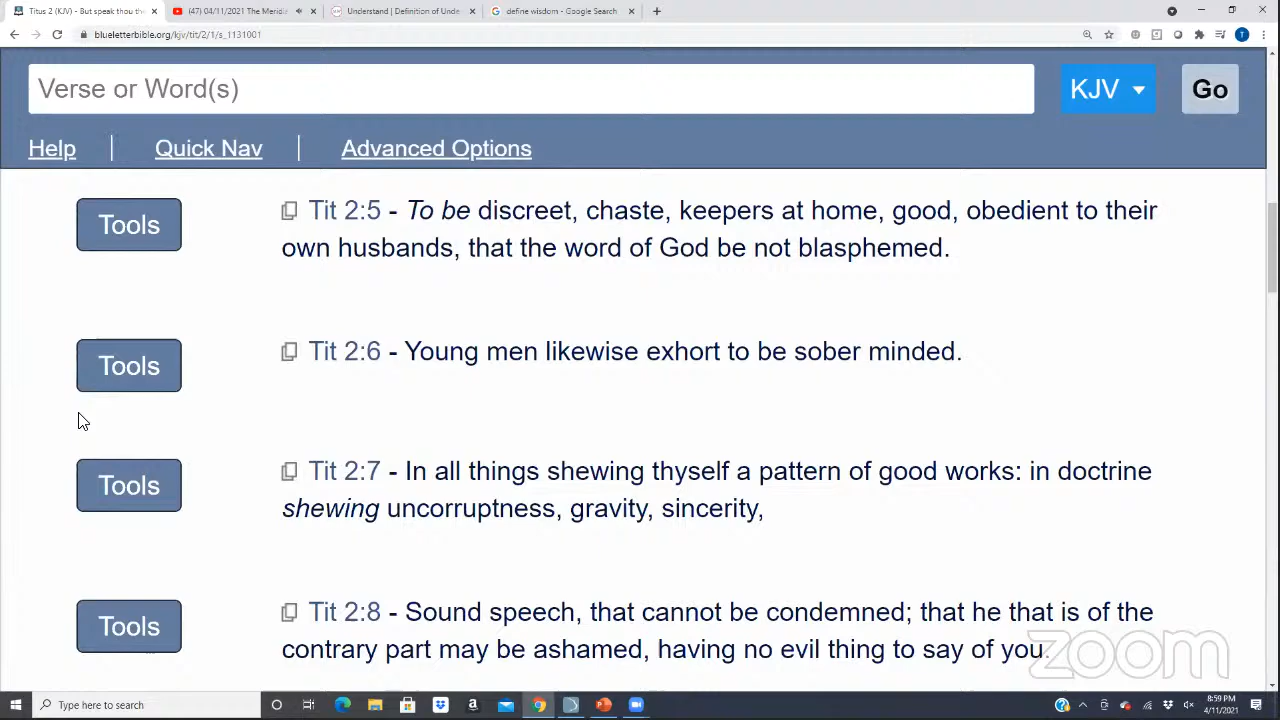 Titus 2 (KJV) - But speak thou the
(47) 04/11/2021 The Meridi
Understand | Definition of Unde
define wisdom - Google Search
blueletterbible.org/kjv/tit/2/1/s_1131001
T
Verse or Word(s)
KJV
Go
Help
Quick Nav
Advanced Options
Tools
Tit 2:5 - To be discreet, chaste, keepers at home, good, obedient to their
own husbands, that the word of God be not blasphemed.
Tools
Tit 2:6 - Young men likewise exhort to be sober minded.
Tools
Tit 2:7 - In all things shewing thyself a pattern of good works: in doctrine
shewing uncorruptness, gravity, sincerity,
Tools
Tit 2:8 - Sound speech, that cannot be condemned; that he that is of the
contrary part may be ashamed, having no evil thing to say of you.
zoom
Type here to search
8:59 PM
4/11/2021